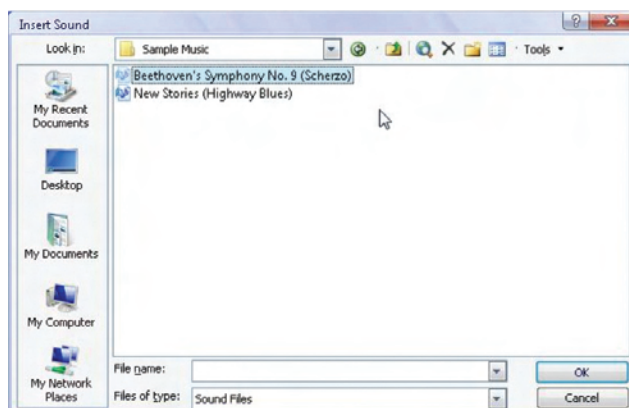 Insert Sound
Look in: Sample Music Tools
Beethoven's Symphony No. 9 (Scherzo)
New Stories (Highway Blues)
My Recent
Documents
Desktop
My Documents
My Computer
My Network
Places
File name: OK
Files of type: Sound Files Cancel